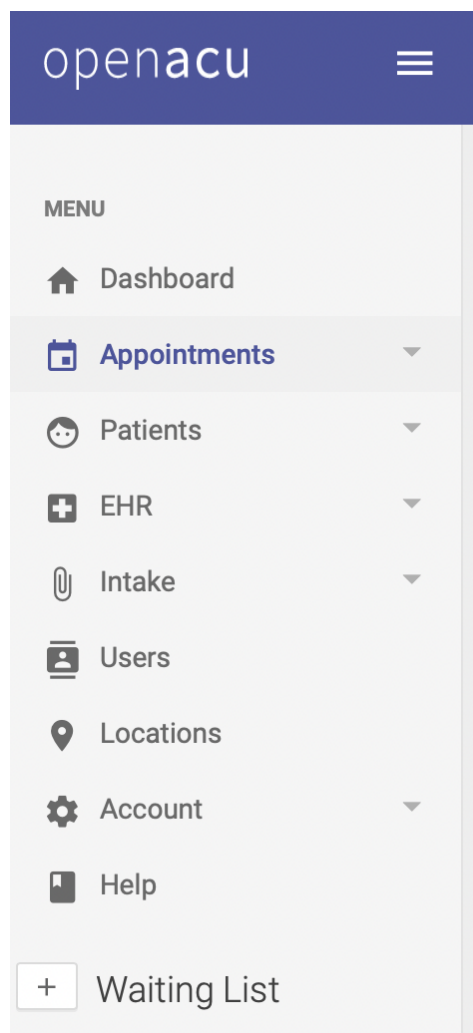 openacu
MENU
Dashboard
Appointments
Patients
EHR
Intake
Users
Locations
Account
Help
+ Waiting List